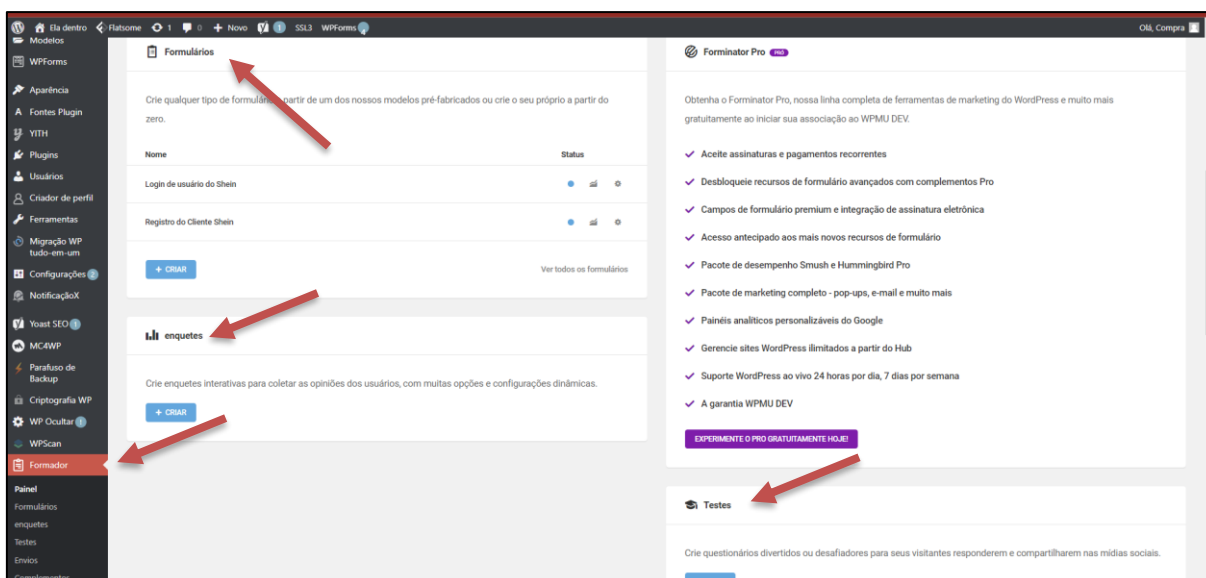 Ela dentro Flatsome 1 0 + Novo 1 SSL3 WPForms Olá, Compra
Modelos
WPForms
Aparência
Fontes Plugin
YITH
Plugins
Usuários
Criador de perfil
Ferramentas
Migração WP
tudo-em-um
Configurações 2
NotificaçãoX
Yoast SEO 1
MC4WP
Parafuso de
Backup
Criptografia WP
WP Ocultar 1
WPScan
Formador
Painel
Formulários
enquetes
Testes
Envios
Complementos
Formulários
Crie qualquer tipo de formulário partir de um dos nossos modelos pré-fabricados ou crie o seu próprio a partir do
zero.
Nome Status
Login de usuário do Shein
Registro do Cliente Shein
+ CRIAR Ver todos os formulários
enquetes
Crie enquetes interativas para coletar as opiniões dos usuários, com muitas opções e configurações dinâmicas.
+ CRIAR
Forminator Pro PRO
Obtenha o Forminator Pro, nossa linha completa de ferramentas de marketing do WordPress e muito mais
gratuitamente ao iniciar sua associação ao WPMU DEV.
Aceite assinaturas e pagamentos recorrentes
Desbloqueie recursos de formulário avançados com complementos Pro
Campos de formulário premium e integração de assinatura eletrônica
Acesso antecipado aos mais novos recursos de formulário
Pacote de desempenho Smush e Hummingbird Pro
Pacote de marketing completo - pop-ups, e-mail e muito mais
Painéis analíticos personalizáveis do Google
Gerencie sites WordPress ilimitados a partir do Hub
Suporte WordPress ao vivo 24 horas por dia, 7 dias por semana
A garantia WPMU DEV
EXPERIMENTE O PRO GRATUITAMENTE HOJE!
Testes
Crie questionários divertidos ou desafiadores para seus visitantes responderem e compartilharem nas mídias sociais.